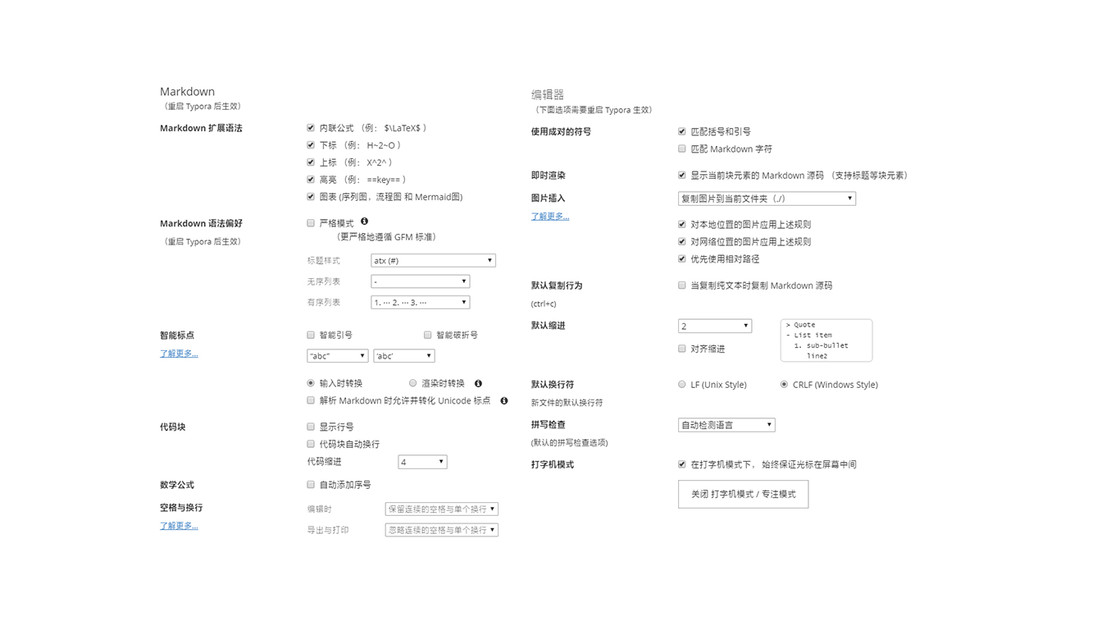 Markdown
（重启 Typora 后生效）
Markdown 扩展语法
内联公式 （例： $\LaTeX$ ）
下标 （例： H~2~O ）
上标 （例： X^2^ ）
高亮 （例： ==key== ）
图表 (序列图，流程图 和 Mermaid图)
Markdown 语法偏好
（重启 Typora 后生效）
严格模式
（更严格地遵循 GFM 标准）
标题样式 atx (#)
无序列表 -
有序列表 1. ··· 2. ··· 3. ···
智能标点
了解更多...
智能引号 智能破折号
"abc" 'abc'
输入时转换 渲染时转换
解析 Markdown 时允许并转化 Unicode 标点
代码块
显示行号
代码块自动换行
代码缩进 4
数学公式
自动添加序号
空格与换行
了解更多...
编辑时 保留连续的空格与单个换行
导出与打印 忽略连续的空格与单个换行
编辑器
（下面选项需要重启 Typora 生效）
使用成对的符号
匹配括号和引号
匹配 Markdown 字符
即时渲染
显示当前块元素的 Markdown 源码 （支持标题等块元素）
图片插入
了解更多...
复制图片到当前文件夹（./）
对本地位置的图片应用上述规则
对网络位置的图片应用上述规则
优先使用相对路径
默认复制行为
(ctrl+c)
当复制纯文本时复制 Markdown 源码
默认缩进
2
对齐缩进
> Quote
- List item
1. sub-bullet
line2
默认换行符
新文件的默认换行符
LF (Unix Style) CRLF (Windows Style)
拼写检查
(默认的拼写检查选项)
自动检测语言
打字机模式
在打字机模式下， 始终保证光标在屏幕中间
关闭 打字机模式 / 专注模式